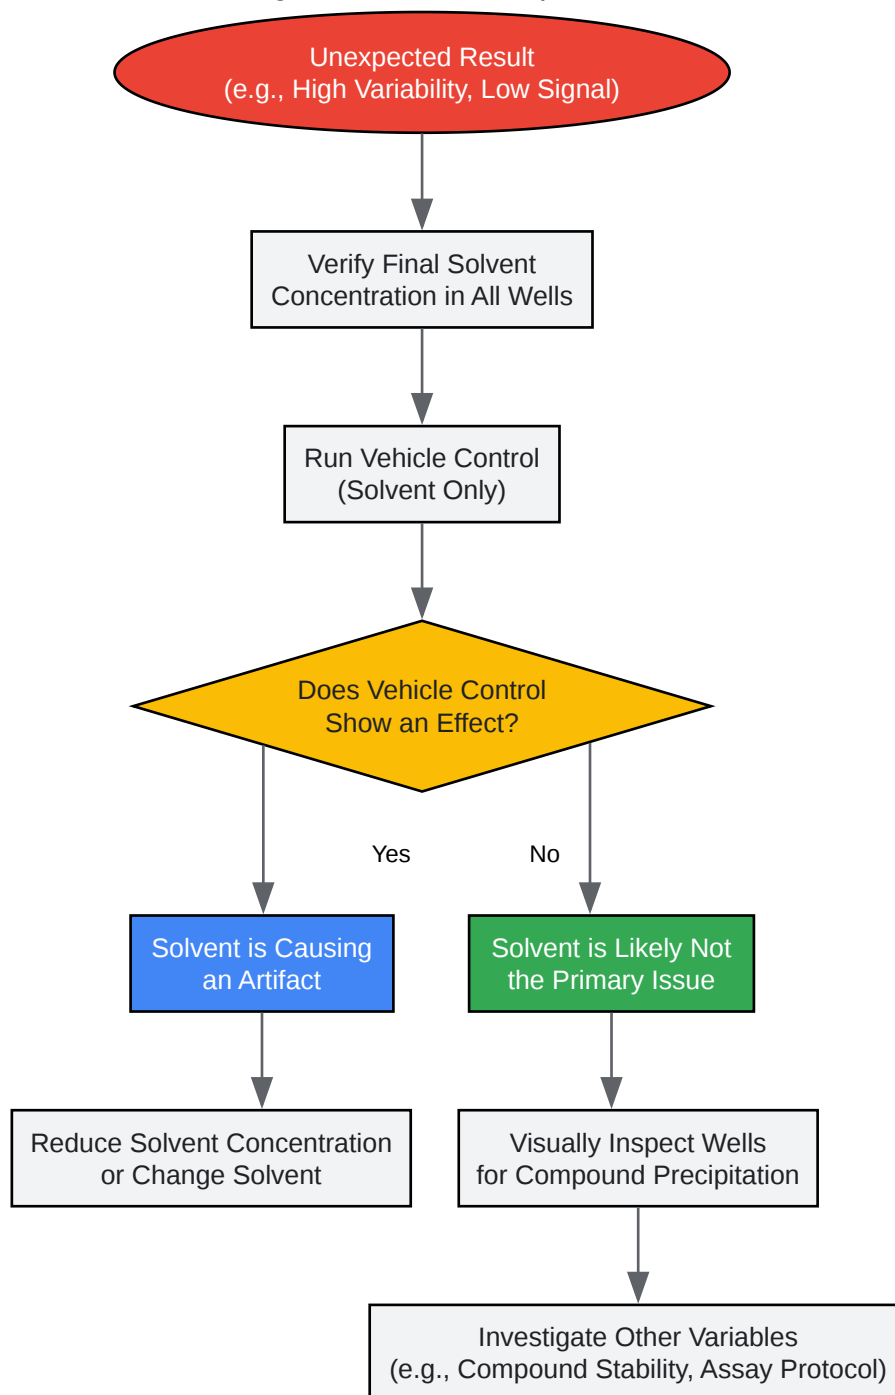 Unexpected Result
(e.g., High Variability, Low Signal)
Verify Final Solvent
Concentration in All Wells
Run Vehicle Control
(Solvent Only)
Does Vehicle Control
Show an Effect?
Yes
No
Solvent is Causing
an Artifact
Solvent is Likely Not
the Primary Issue
Reduce Solvent Concentration
or Change Solvent
Visually Inspect Wells
for Compound Precipitation
Investigate Other Variables
(e.g., Compound Stability, Assay Protocol)